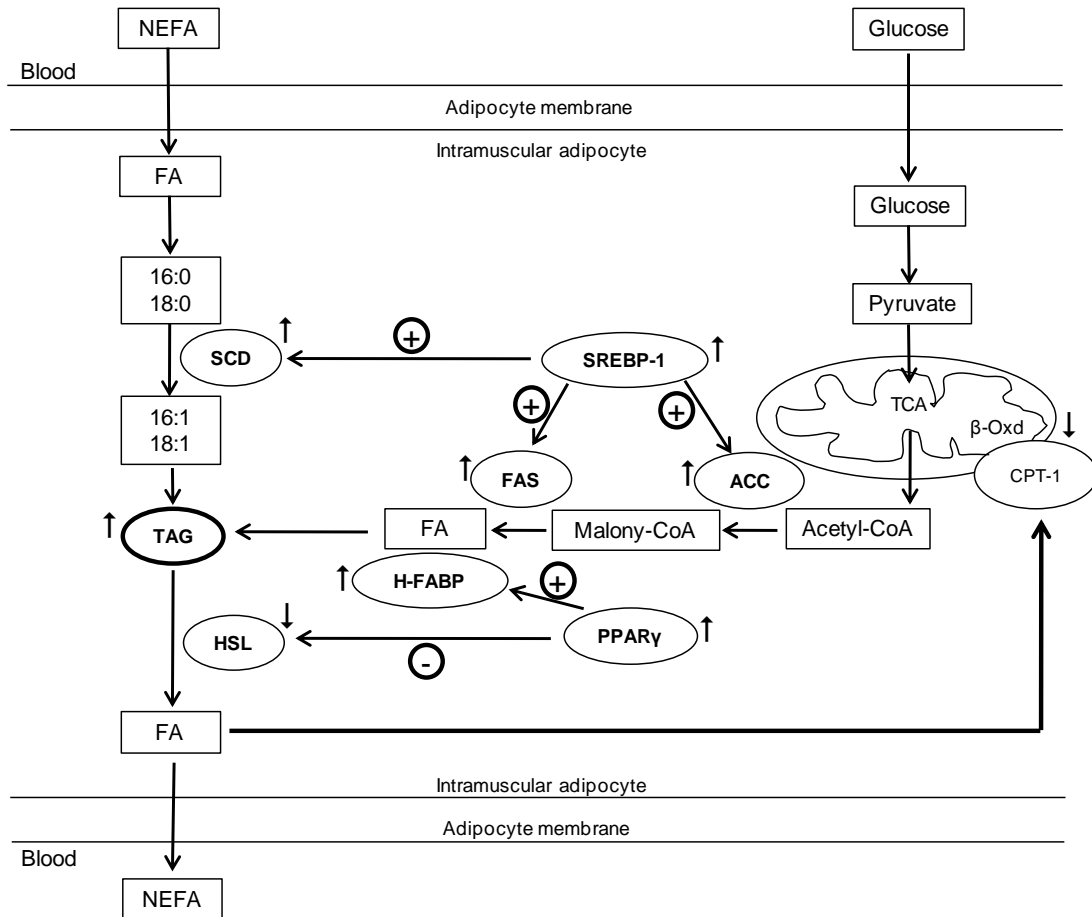 NEFA
Glucose
Blood
Adipocyte membrane
Intramuscular adipocyte
FA
Glucose
16:0
18:0
Pyruvate
↑
+
SCD
SREBP-1
↑
TCA
β-Oxd
↓
+
+
CPT-1
16:1
18:1
↑
FAS
↑
ACC
↑
TAG
FA
Malony-CoA
Acetyl-CoA
↑
H-FABP
+
↓
HSL
PPARγ
↑
-
FA
Intramuscular adipocyte
Adipocyte membrane
Blood
NEFA